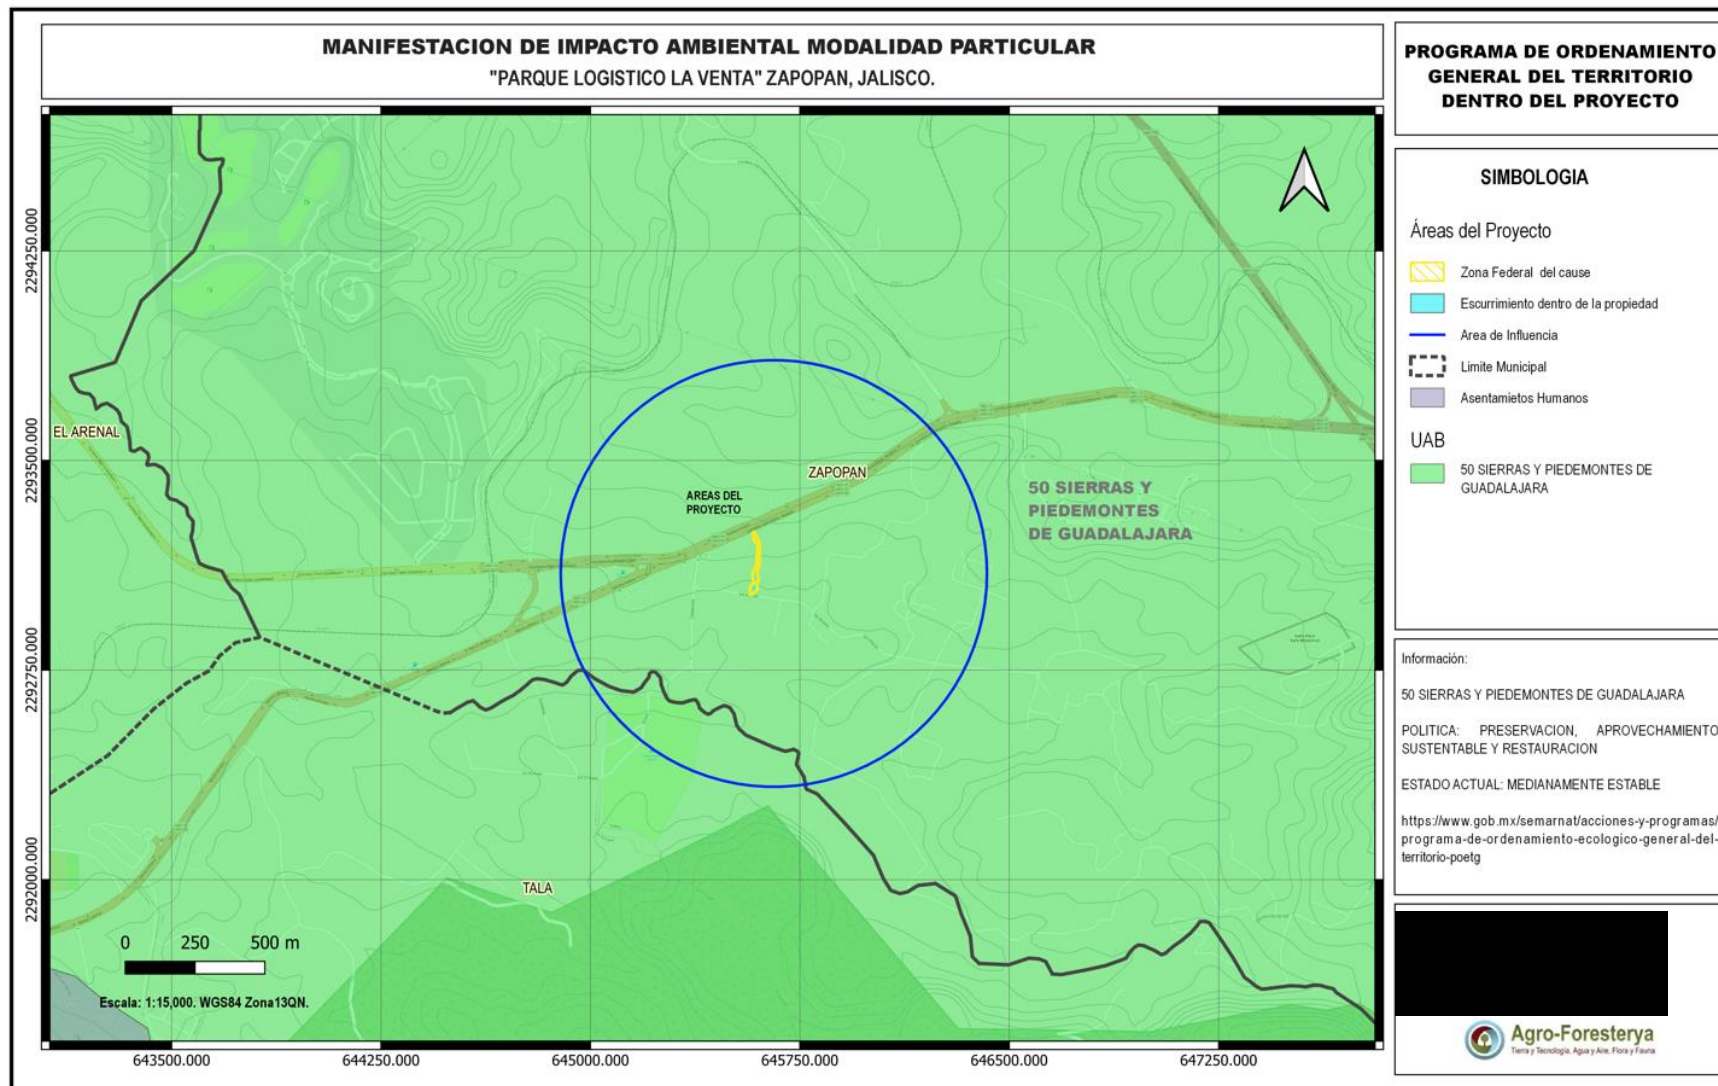 MANIFESTACION DE IMPACTO AMBIENTAL MODALIDAD PARTICULAR
"PARQUE LOGISTICO LA VENTA" ZAPOPAN, JALISCO.
PROGRAMA DE ORDENAMIENTO
GENERAL DEL TERRITORIO
DENTRO DEL PROYECTO
SIMBOLOGIA
Áreas del Proyecto
Zona Federal del cause
Escurrimiento dentro de la propiedad
Area de Influencia
Limite Municipal
Asentamietos Humanos
UAB
50 SIERRAS Y PIEDEMONTES DE
GUADALAJARA
Información:
50 SIERRAS Y PIEDEMONTES DE GUADALAJARA
POLITICA: PRESERVACION, APROVECHAMIENTO
SUSTENTABLE Y RESTAURACION
ESTADO ACTUAL: MEDIANAMENTE ESTABLE
https://www.gob.mx/semarnat/acciones-y-programas/
programa-de-ordenamiento-ecologico-general-del-
territorio-poetg
Agro-Foresterya
Tierra y Tecnología, Agua y Aire, Flora y Fauna
2294250.000
2293500.000
2292750.000
2292000.000
EL ARENAL
ZAPOPAN
AREAS DEL
PROYECTO
50 SIERRAS Y
PIEDEMONTES
DE GUADALAJARA
TALA
0 250 500 m
Escala: 1:15,000. WGS84 Zona13QN.
643500.000 644250.000 645000.000 645750.000 646500.000 647250.000